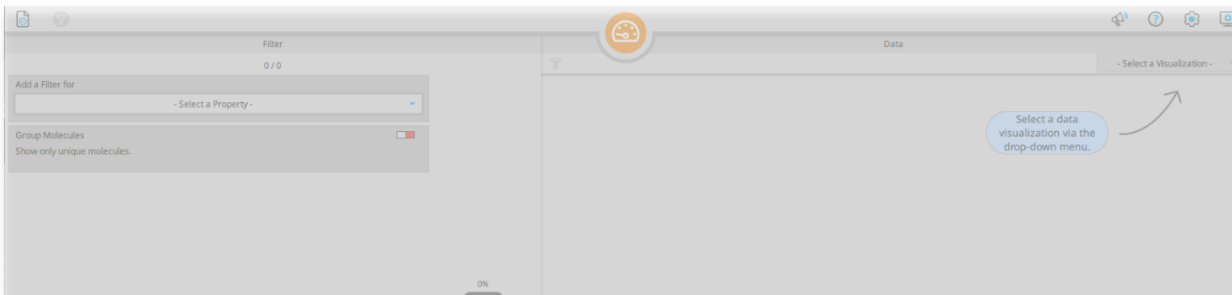 Filter
Data
0 / 0
- Select a Visualization -
Add a Filter for
- Select a Property -
Group Molecules
Show only unique molecules.
Select a data
visualization via the
drop-down menu.
0%